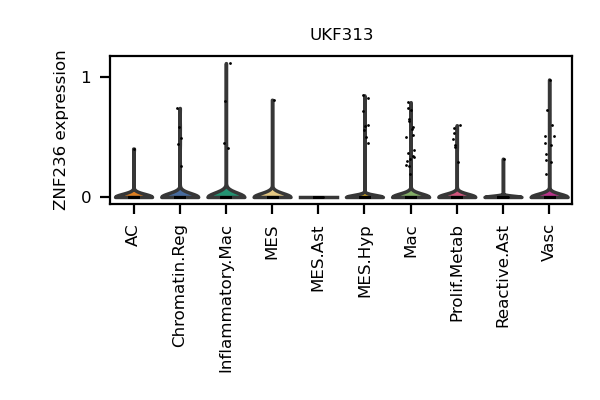 UKF313
ZNF236 expression
1
0
AC
Chromatin.Reg
Inflammatory.Mac
MES
MES.Ast
MES.Hyp
Mac
Prolif.Metab
Reactive.Ast
Vasc